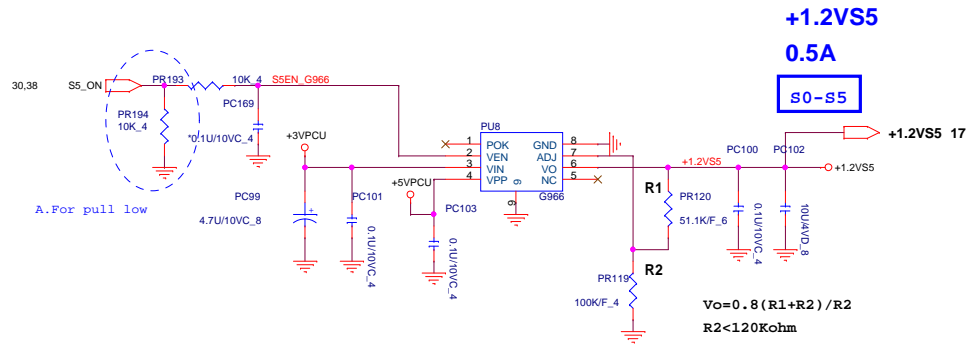 +1.2VS5
0.5A
S0-S5
30,38
S5_ON
PR193
10K_4
S5EN_G966
PR194
10K_4
PC169
*0.1U/10VC_4
A.For pull low
+3VPCU
PC99
4.7U/10VC_8
PC101
0.1U/10VC_4
+5VPCU
PC103
0.1U/10VC_4
PU8
1 POK
2 VEN
3 VIN
4 VPP
GND 8
ADJ 7
VO 6
NC 5
9
9
G966
+1.2VS5
R1
PR120
51.1K/F_6
R2
PR119
100K/F_4
PC100
0.1U/10VC_4
PC102
10U/4VD_8
+1.2VS5 17
+1.2VS5
Vo=0.8(R1+R2)/R2
R2<120Kohm